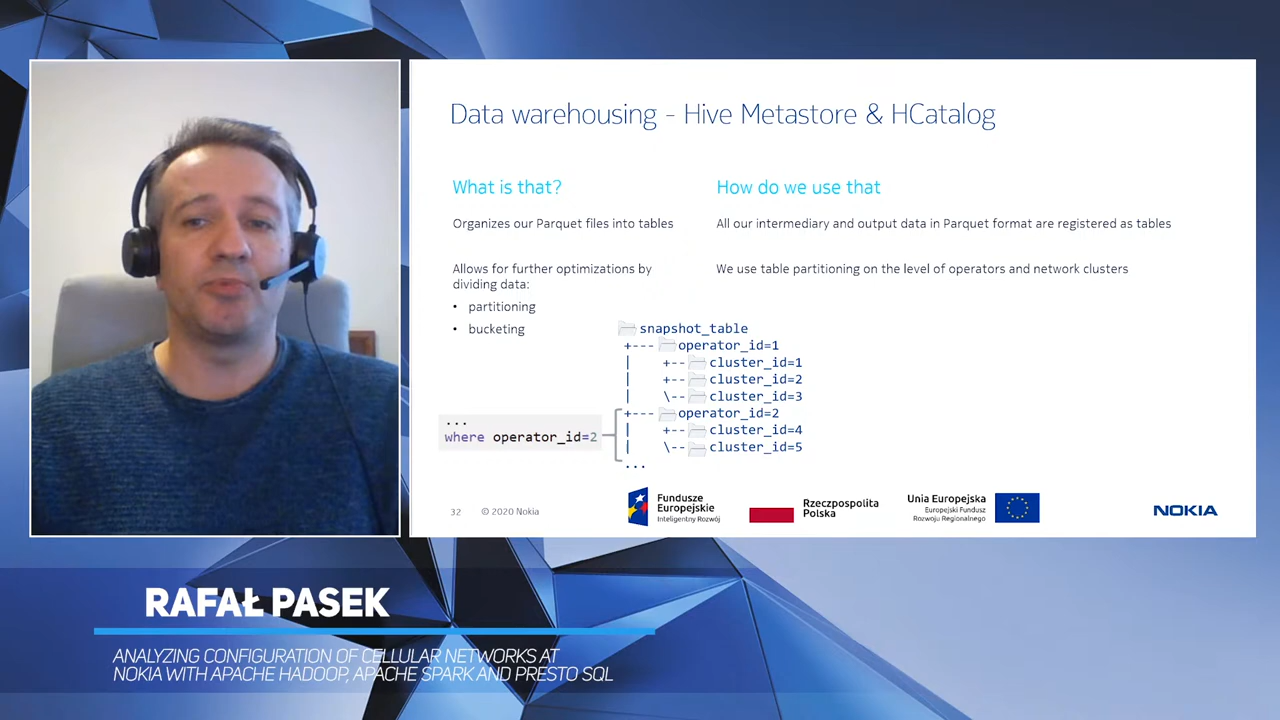 Data warehousing - Hive Metastore & HCatalog
What is that?
Organizes our Parquet files into tables
Allows for further optimizations by
dividing data:
• partitioning
• bucketing
How do we use that
All our intermediary and output data in Parquet format are registered as tables
We use table partitioning on the level of operators and network clusters
snapshot_table
+--- operator_id=1
| +-- cluster_id=1
| +-- cluster_id=2
| \-- cluster_id=3
+--- operator_id=2
| +-- cluster_id=4
| \-- cluster_id=5
...
...
where operator_id=2
32 © 2020 Nokia
Fundusze
Europejskie
Inteligentny Rozwój
Rzeczpospolita
Polska
Unia Europejska
Europejski Fundusz
Rozwoju Regionalnego
NOKIA
RAFAŁ PASEK
ANALYZING CONFIGURATION OF CELLULAR NETWORKS AT
NOKIA WITH APACHE HADOOP, APACHE SPARK AND PRESTO SQL